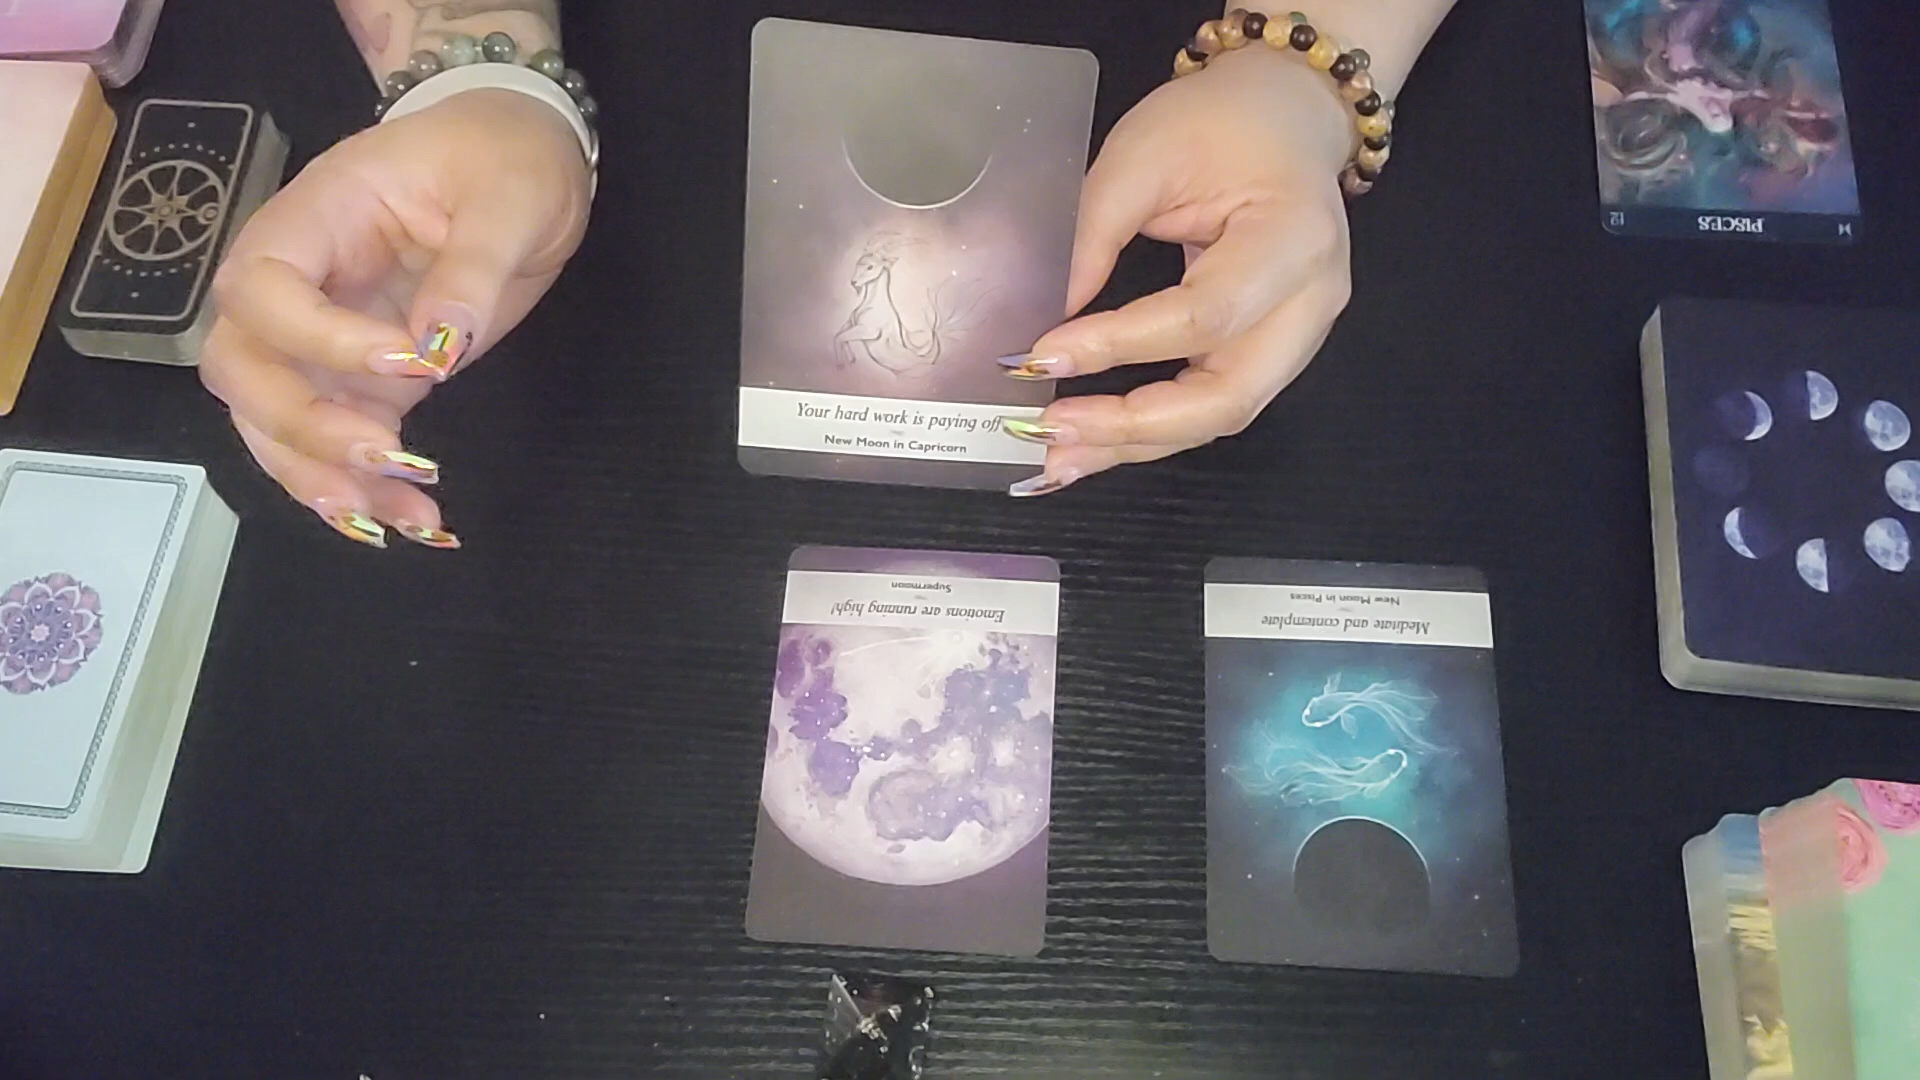 12 PISCES
Your hard work is paying off
New Moon in Capricorn
Supermoon
Emotions are running high!
New Moon in Pisces
Meditate and contemplate